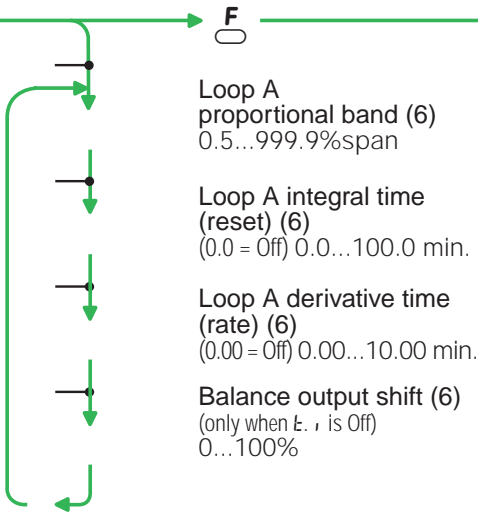 F
Loop A
proportional band (6)
0.5...999.9%span
Loop A integral time
(reset) (6)
(0.0 = Off) 0.0...100.0 min.
Loop A derivative time
(rate) (6)
(0.00 = Off) 0.00...10.00 min.
Balance output shift (6)
(only when t. i is Off)
0...100%